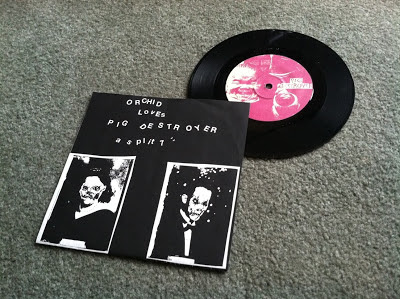 ORCHID
LOVES
PIG DESTROYER
a split 7"